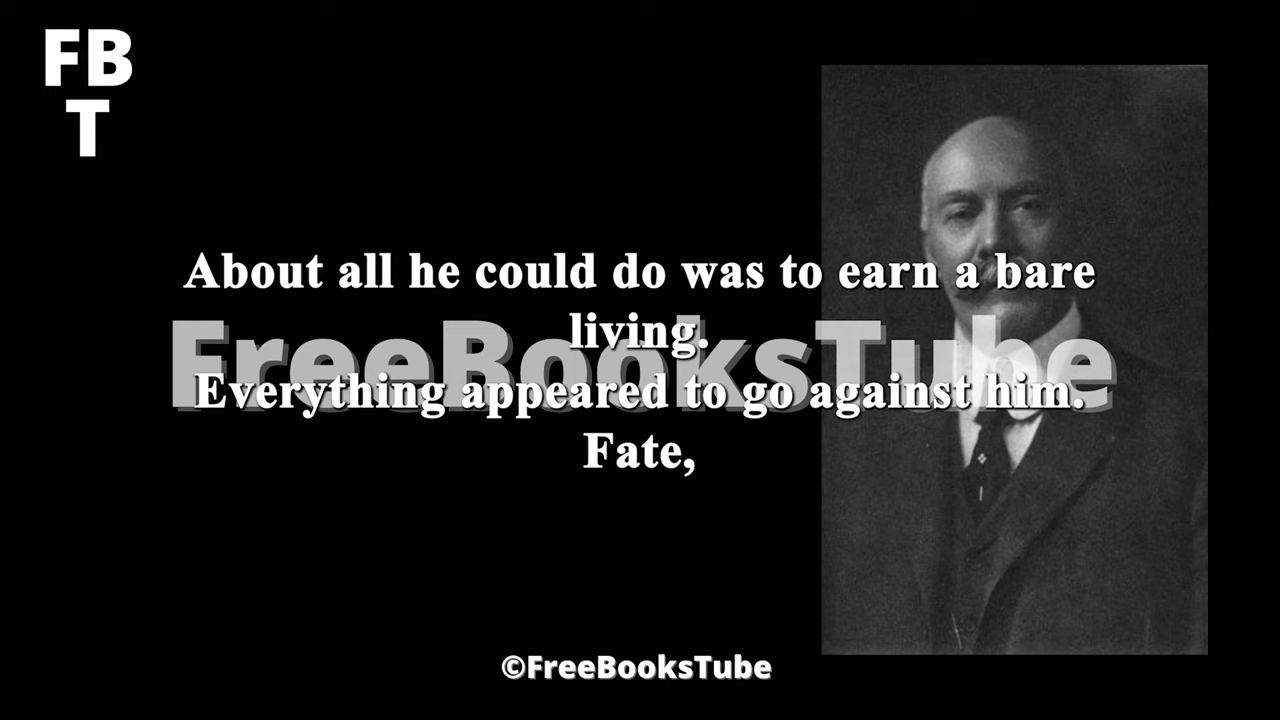 FB
T
About all he could do was to earn a bare
living.
FreeBooksTube
Everything appeared to go against him.
Fate,
©FreeBooksTube